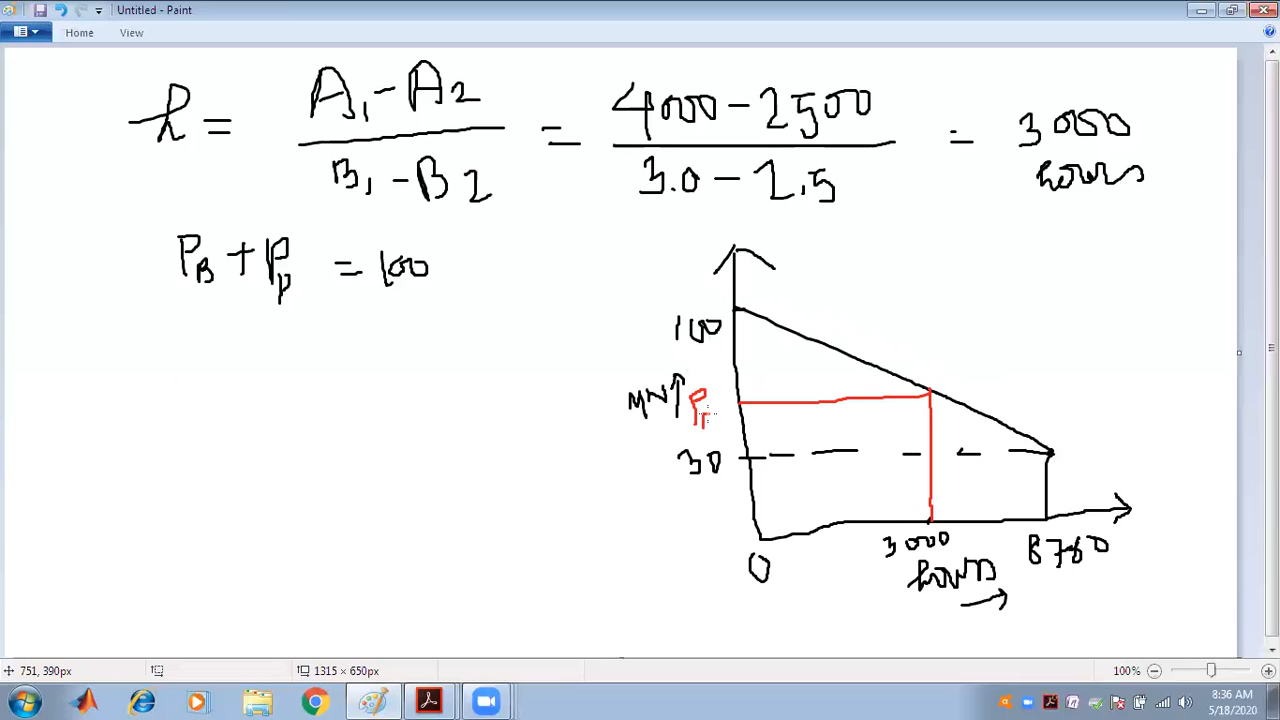 Untitled - Paint
Home View
h = A1 - A2 / B1 - B2 = 4000 - 2500 / 3.0 - 2.5 = 3000 hours
PB + Pp = 100
100
MW ↑ P
30
0
3000
8760
hours →
751, 390px
1315 × 650px
100%
8:36 AM
5/18/2020